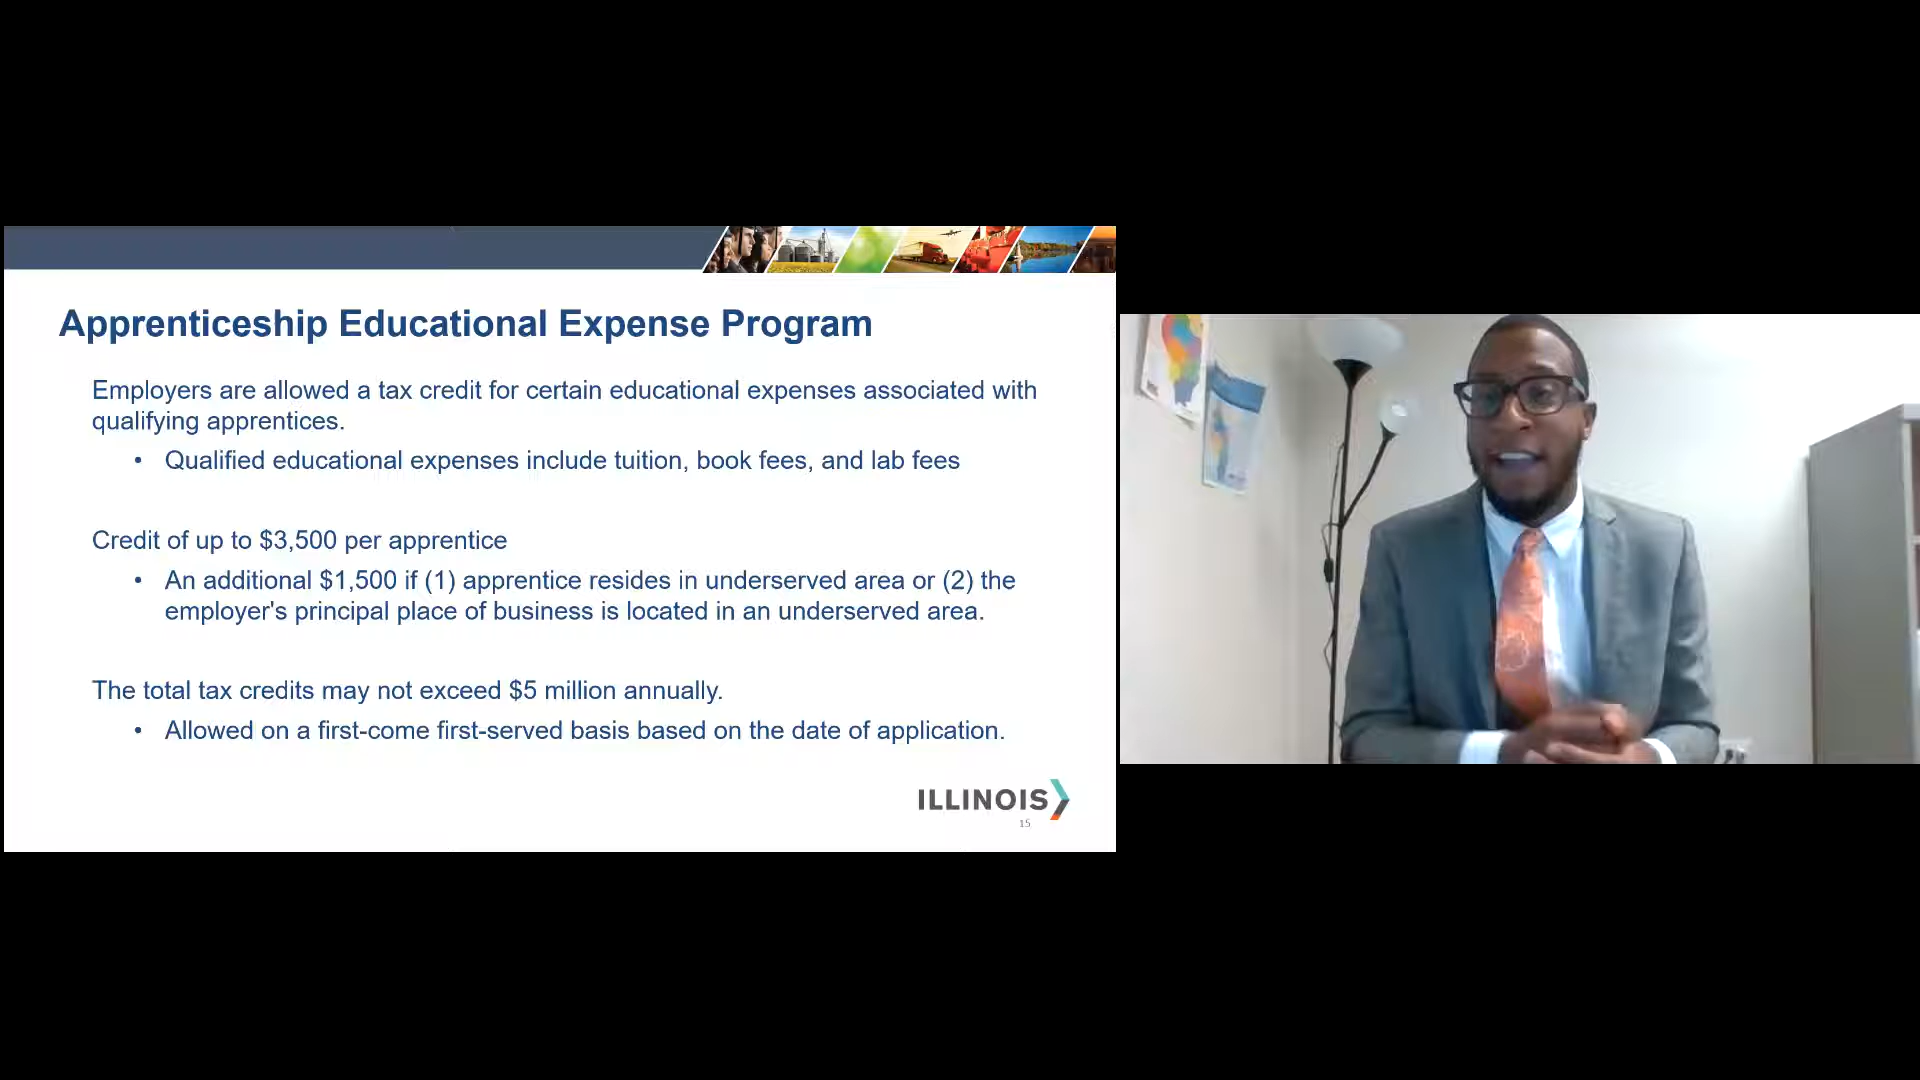 Apprenticeship Educational Expense Program
Employers are allowed a tax credit for certain educational expenses associated with
qualifying apprentices.
• Qualified educational expenses include tuition, book fees, and lab fees
Credit of up to $3,500 per apprentice
• An additional $1,500 if (1) apprentice resides in underserved area or (2) the
employer's principal place of business is located in an underserved area.
The total tax credits may not exceed $5 million annually.
• Allowed on a first-come first-served basis based on the date of application.
ILLINOIS
15